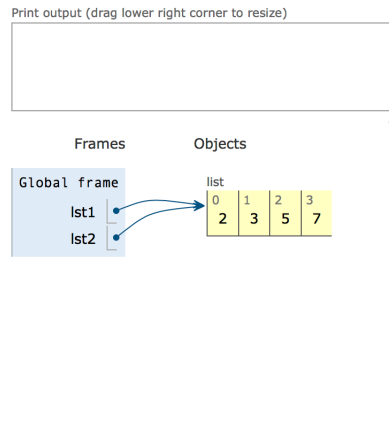 Print output (drag lower right corner to resize)
Frames Objects
Global frame
lst1
lst2
list
0 1 2 3
2 3 5 7